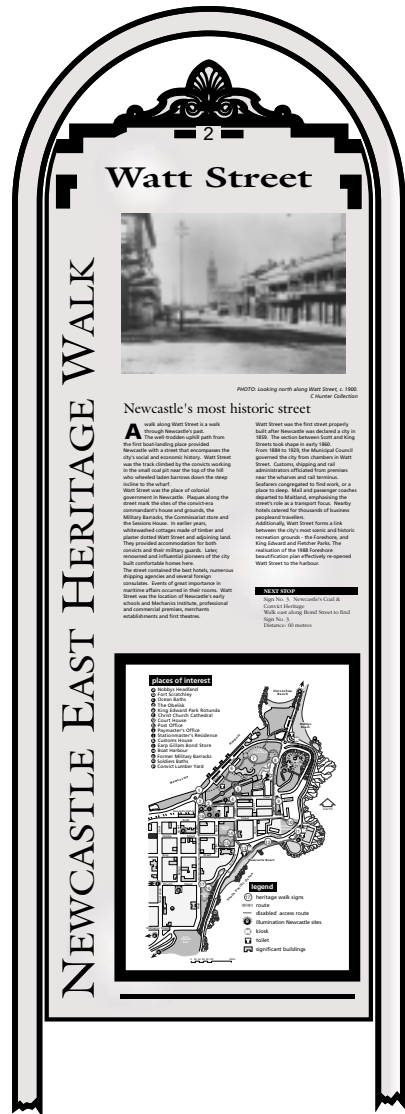 2
Watt Street
NEWCASTLE EAST HERITAGE WALK
PHOTO: Looking north along Watt Street, c. 1900.
C Hunter Collection
Newcastle's most historic street
A walk along Watt Street is a walk
through Newcastle's past.
The well-trodden uphill path from
the first boat-landing place provided
Newcastle with a street that encompasses the
city's social and economic history. Watt Street
was the track climbed by the convicts working
in the small coal pit near the top of the hill
who wheeled laden barrows down the steep
incline to the wharf.
Watt Street was the place of colonial
government in Newcastle. Plaques along the
street mark the sites of the convict-era
commandant's house and grounds, the
Military Barracks, the Commissariat store and
the Sessions House. In earlier years,
whitewashed cottages made of timber and
plaster dotted Watt Street and adjoining land.
They provided accommodation for both
convicts and their military guards. Later,
renowned and influential pioneers of the city
built comfortable homes here.
The street contained the best hotels, numerous
shipping agencies and several foreign
consulates. Events of great importance in
maritime affairs occurred in their rooms. Watt
Street was the location of Newcastle's early
schools and Mechanics Institute, professional
and commercial premises, merchants
establishments and first theatres.
Watt Street was the first street properly
built after Newcastle was declared a city in
1859. The section between Scott and King
Streets took shape in early 1860.
From 1884 to 1929, the Municipal Council
governed the city from chambers in Watt
Street. Customs, shipping and rail
administrators officiated from premises
near the wharves and rail terminus.
Seafarers congregated to find work, or a
place to deep. Mail and passenger coaches
departed to Maitland, emphasising the
street's role as a transport focus. Nearby
hotels catered for thousands of business
peopleand travellers.
Additionally, Watt Street forms a link
between the city's most scenic and historic
recreation grounds - the Foreshore, and
King Edward and Fletcher Parks. The
realisation of the 1988 Foreshore
beautification plan effectively re-opened
Watt Street to the harbour.
NEXT STOP
Sign No. 3. Newcastle's Coal &
Convict Heritage
Walk east along Bond Street to find
Sign No. 3.
Distance: 60 metres
places of interest
Nobbys Headland
Fort Scratchley
Ocean Baths
The Obelisk
King Edward Park Rotunda
Christ Church Cathedral
Court House
Post Office
Paymaster's Office
Stationmaster's Residence
Customs House
Earp Gillam Bond Store
Boat Harbour
Former Military Barracks
Soldiers Baths
Convict Lumber Yard
legend
heritage walk signs
route
disabled access route
illumination Newcastle sites
kiosk
toilet
significant buildings